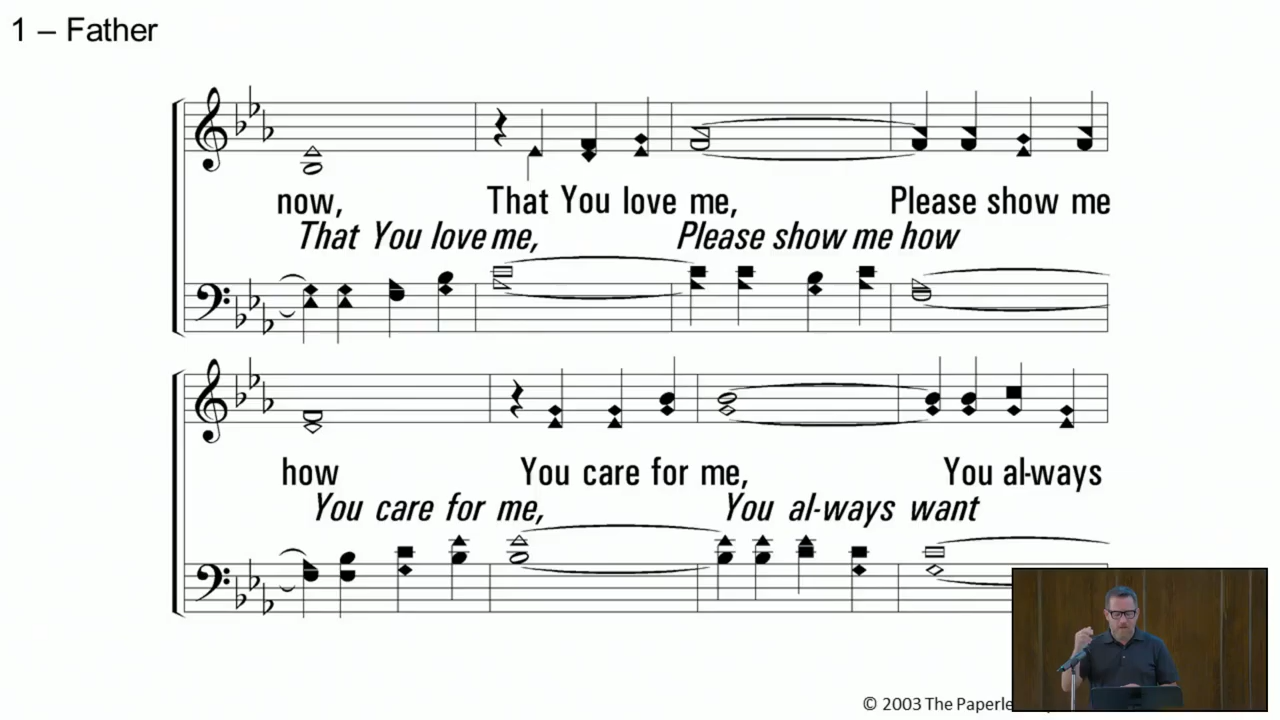 1 – Father
now, That You love me, Please show me
That You love me, Please show me how
how You care for me, You al-ways
You care for me, You al-ways want
© 2003 The